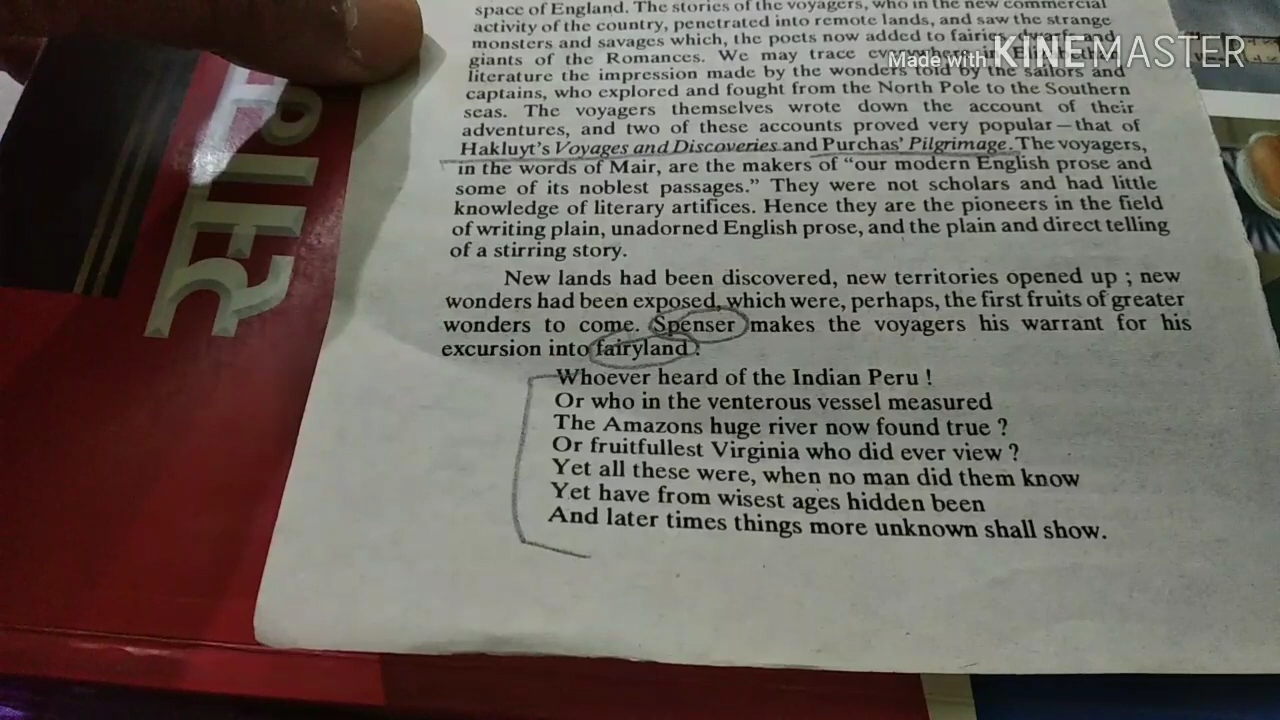 space of England. The stories of the voyagers, who in the new commercial
activity of the country, penetrated into remote lands, and saw the strange
monsters and savages which, the poets now added to fairies, dwarfs and
giants of the Romances. We may trace everywhere in
Made with KINEMASTER
literature the impression made by the wonders told by the sailors and
captains, who explored and fought from the North Pole to the Southern
seas. The voyagers themselves wrote down the account of their
adventures, and two of these accounts proved very popular — that of
Hakluyt's Voyages and Discoveries and Purchas' Pilgrimage. The voyagers,
in the words of Mair, are the makers of "our modern English prose and
some of its noblest passages." They were not scholars and had little
knowledge of literary artifices. Hence they are the pioneers in the field
of writing plain, unadorned English prose, and the plain and direct telling
of a stirring story.
New lands had been discovered, new territories opened up ; new
wonders had been exposed, which were, perhaps, the first fruits of greater
wonders to come. Spenser makes the voyagers his warrant for his
excursion into fairyland :
Whoever heard of the Indian Peru !
Or who in the venterous vessel measured
The Amazons huge river now found true ?
Or fruitfullest Virginia who did ever view ?
Yet all these were, when no man did them know
Yet have from wisest ages hidden been
And later times things more unknown shall show.